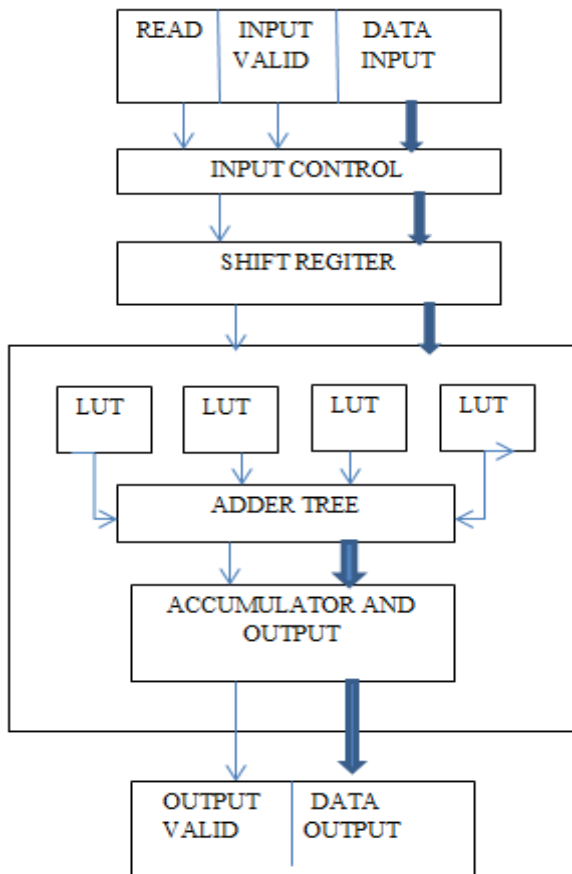 READ INPUT DATA
VALID INPUT
INPUT CONTROL
SHIFT REGITER
LUT LUT LUT LUT
ADDER TREE
ACCUMULATOR AND
OUTPUT
OUTPUT DATA
VALID OUTPUT